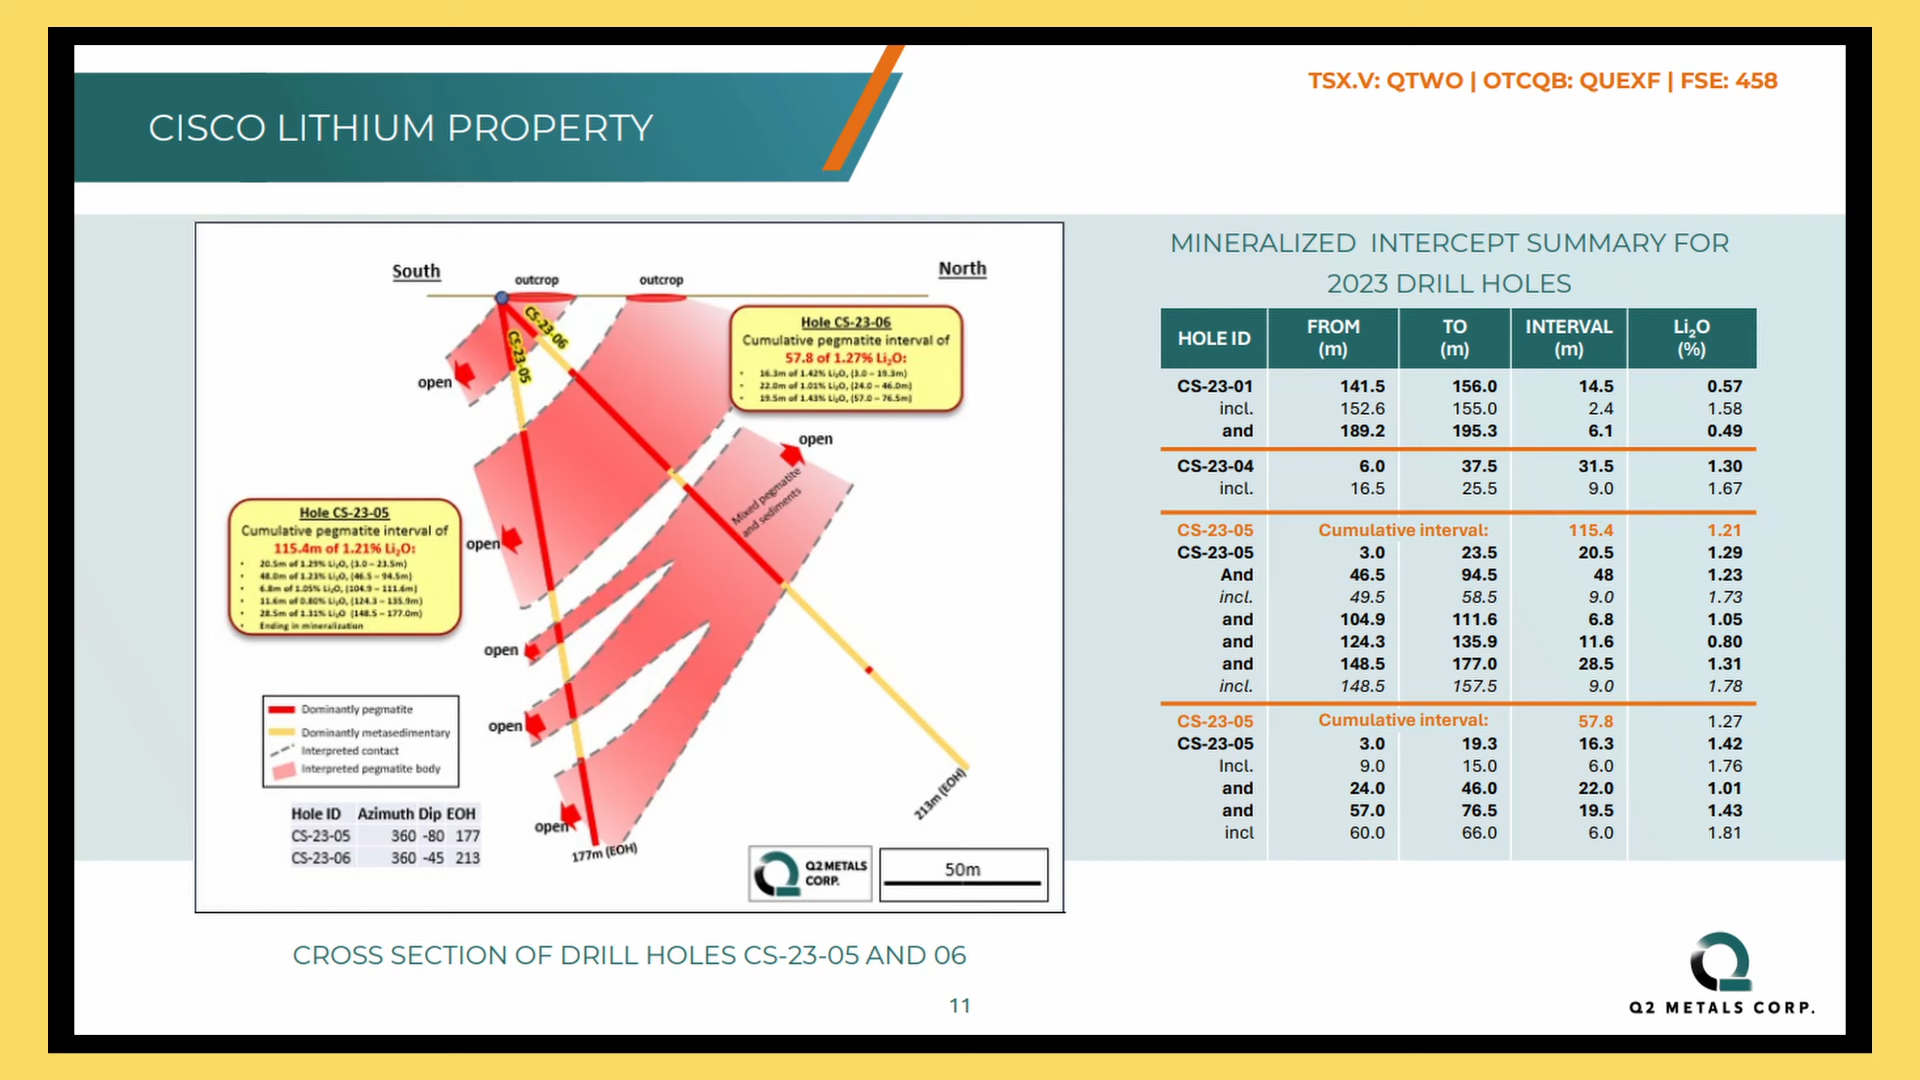 TSX.V: QTWO | OTCQB: QUEXF | FSE: 458
CISCO LITHIUM PROPERTY
South
outcrop
outcrop
North
CS-23-06
CS-23-05
Hole CS-23-06
Cumulative pegmatite interval of
57.8 of 1.27% Li₂O:
• 16.3m of 1.42% Li₂O, (3.0 – 19.3m)
• 22.0m of 1.01% Li₂O, (24.0 – 46.0m)
• 19.5m of 1.43% Li₂O, (57.0 – 76.5m)
open
open
Mixed pegmatite
and sediments
Hole CS-23-05
Cumulative pegmatite interval of
115.4m of 1.21% Li₂O:
• 20.5m of 1.29% Li₂O, (3.0 – 23.5m)
• 48.0m of 1.23% Li₂O, (46.5 – 94.5m)
• 6.8m of 1.05% Li₂O, (104.9 – 111.6m)
• 11.6m of 0.80% Li₂O, (124.3 – 135.9m)
• 28.5m of 1.31% Li₂O (148.5 – 177.0m)
• Ending in mineralization
open
open
open
open
Dominantly pegmatite
Dominantly metasedimentary
Interpreted contact
Interpreted pegmatite body
Hole ID Azimuth Dip EOH
CS-23-05 360 -80 177
CS-23-06 360 -45 213
177m (EOH)
213m (EOH)
Q2 METALS
CORP.
50m
CROSS SECTION OF DRILL HOLES CS-23-05 AND 06
MINERALIZED INTERCEPT SUMMARY FOR
2023 DRILL HOLES
HOLE ID FROM (m) TO (m) INTERVAL (m) Li₂O (%)
CS-23-01 141.5 156.0 14.5 0.57
incl. 152.6 155.0 2.4 1.58
and 189.2 195.3 6.1 0.49
CS-23-04 6.0 37.5 31.5 1.30
incl. 16.5 25.5 9.0 1.67
CS-23-05 Cumulative interval: 115.4 1.21
CS-23-05 3.0 23.5 20.5 1.29
And 46.5 94.5 48 1.23
incl. 49.5 58.5 9.0 1.73
and 104.9 111.6 6.8 1.05
and 124.3 135.9 11.6 0.80
and 148.5 177.0 28.5 1.31
incl. 148.5 157.5 9.0 1.78
CS-23-05 Cumulative interval: 57.8 1.27
CS-23-05 3.0 19.3 16.3 1.42
Incl. 9.0 15.0 6.0 1.76
and 24.0 46.0 22.0 1.01
and 57.0 76.5 19.5 1.43
incl 60.0 66.0 6.0 1.81
11
Q2 METALS CORP.